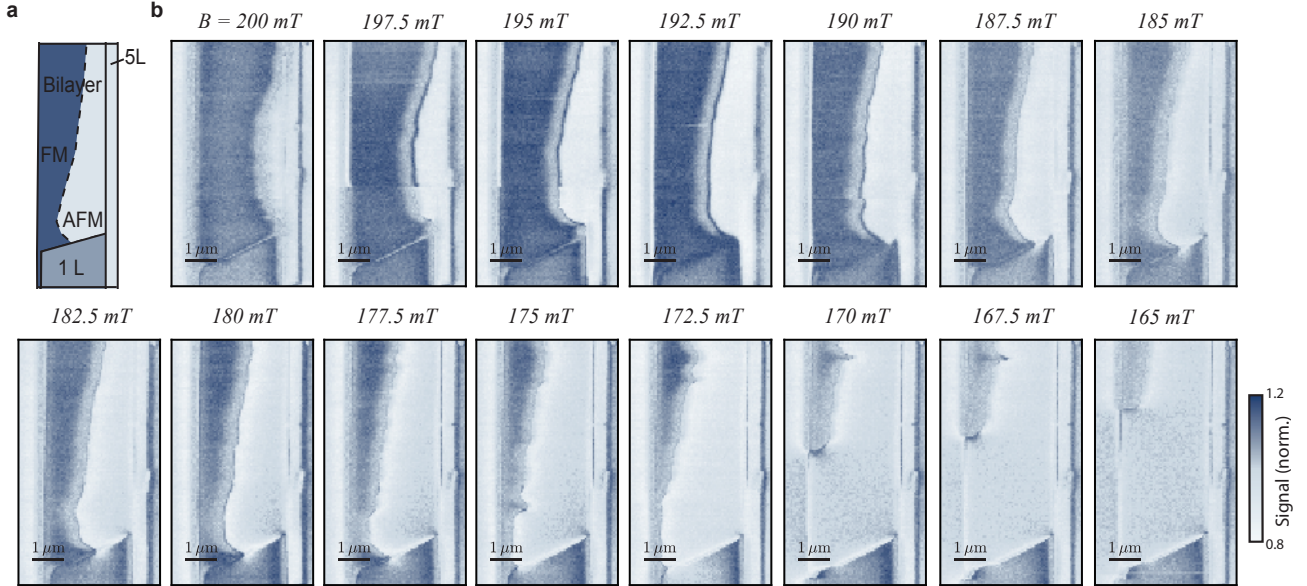 a
b
B = 200 mT
197.5 mT
195 mT
192.5 mT
190 mT
187.5 mT
185 mT
5L
Bilayer
FM
AFM
1 L
1 μm
1 μm
1 μm
1 μm
1 μm
1 μm
1 μm
182.5 mT
180 mT
177.5 mT
175 mT
172.5 mT
170 mT
167.5 mT
165 mT
1 μm
1 μm
1 μm
1 μm
1 μm
1 μm
1 μm
1 μm
1.2
Signal (norm.)
0.8